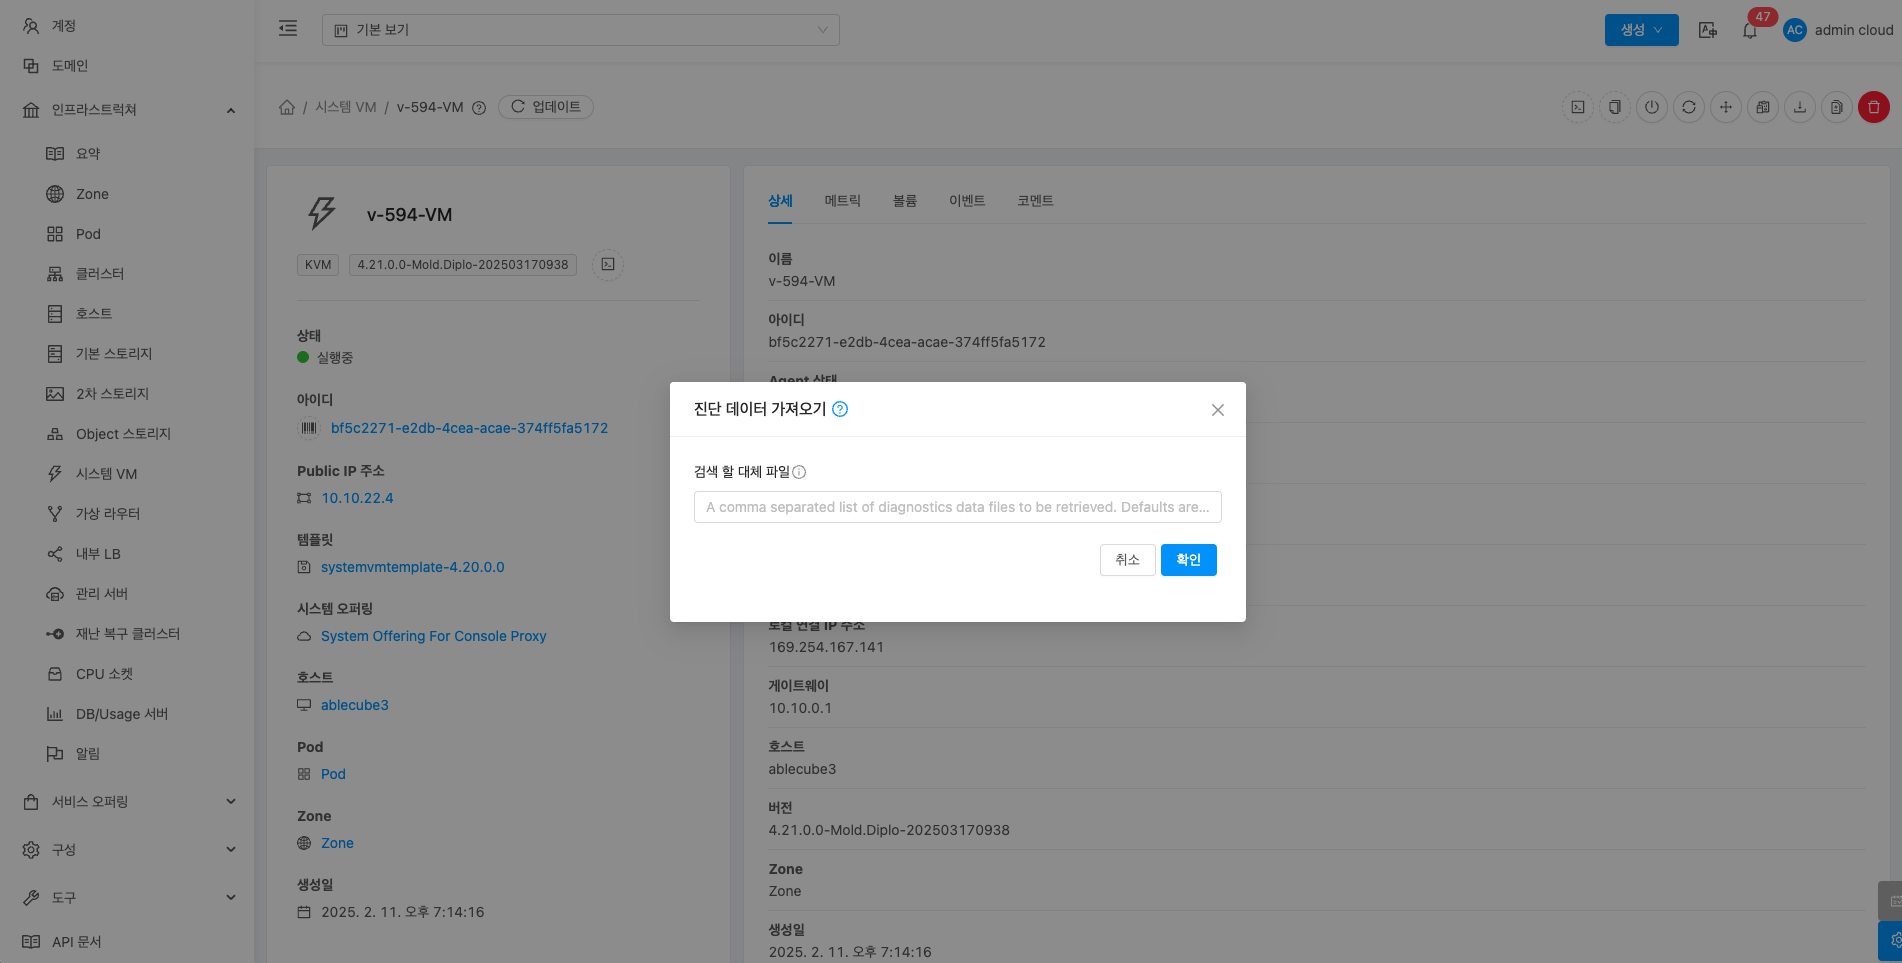 계정
도메인
인프라스트럭쳐
요약
Zone
Pod
클러스터
호스트
기본 스토리지
2차 스토리지
Object 스토리지
시스템 VM
가상 라우터
내부 LB
관리 서버
재난 복구 클러스터
CPU 소켓
DB/Usage 서버
알림
서비스 오퍼링
구성
도구
API 문서
기본 보기
생성
47
AC
admin cloud
/ 시스템 VM / v-594-VM
업데이트
v-594-VM
KVM
4.21.0.0-Mold.Diplo-202503170938
상태
실행중
아이디
bf5c2271-e2db-4cea-acae-374ff5fa5172
Public IP 주소
10.10.22.4
템플릿
systemvmtemplate-4.20.0.0
시스템 오퍼링
System Offering For Console Proxy
호스트
ablecube3
Pod
Pod
Zone
Zone
생성일
2025. 2. 11. 오후 7:14:16
상세
메트릭
볼륨
이벤트
코멘트
이름
v-594-VM
아이디
bf5c2271-e2db-4cea-acae-374ff5fa5172
Agent 상태
진단 데이터 가져오기
검색 할 대체 파일
A comma separated list of diagnostics data files to be retrieved. Defaults are...
취소
확인
로컬 연결 IP 주소
169.254.167.141
게이트웨이
10.10.0.1
호스트
ablecube3
버전
4.21.0.0-Mold.Diplo-202503170938
Zone
Zone
생성일
2025. 2. 11. 오후 7:14:16